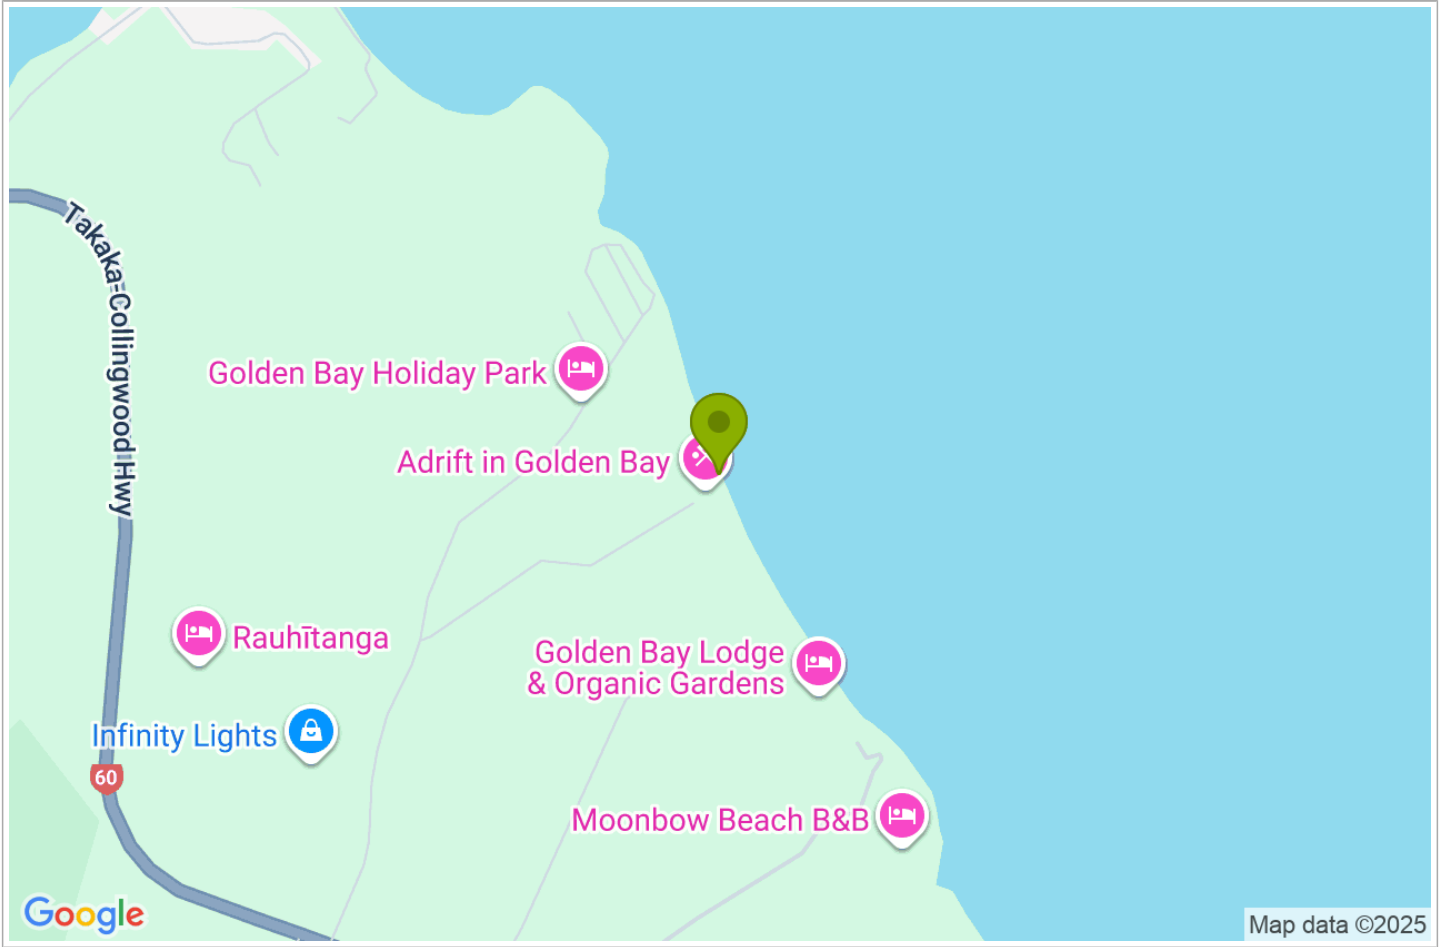 Takaka-Collingwood Hwy
Golden Bay Holiday Park
Adrift in Golden Bay
Rauhītanga
Golden Bay Lodge
& Organic Gardens
Infinity Lights
60
Moonbow Beach B&B
Google
Map data ©2025